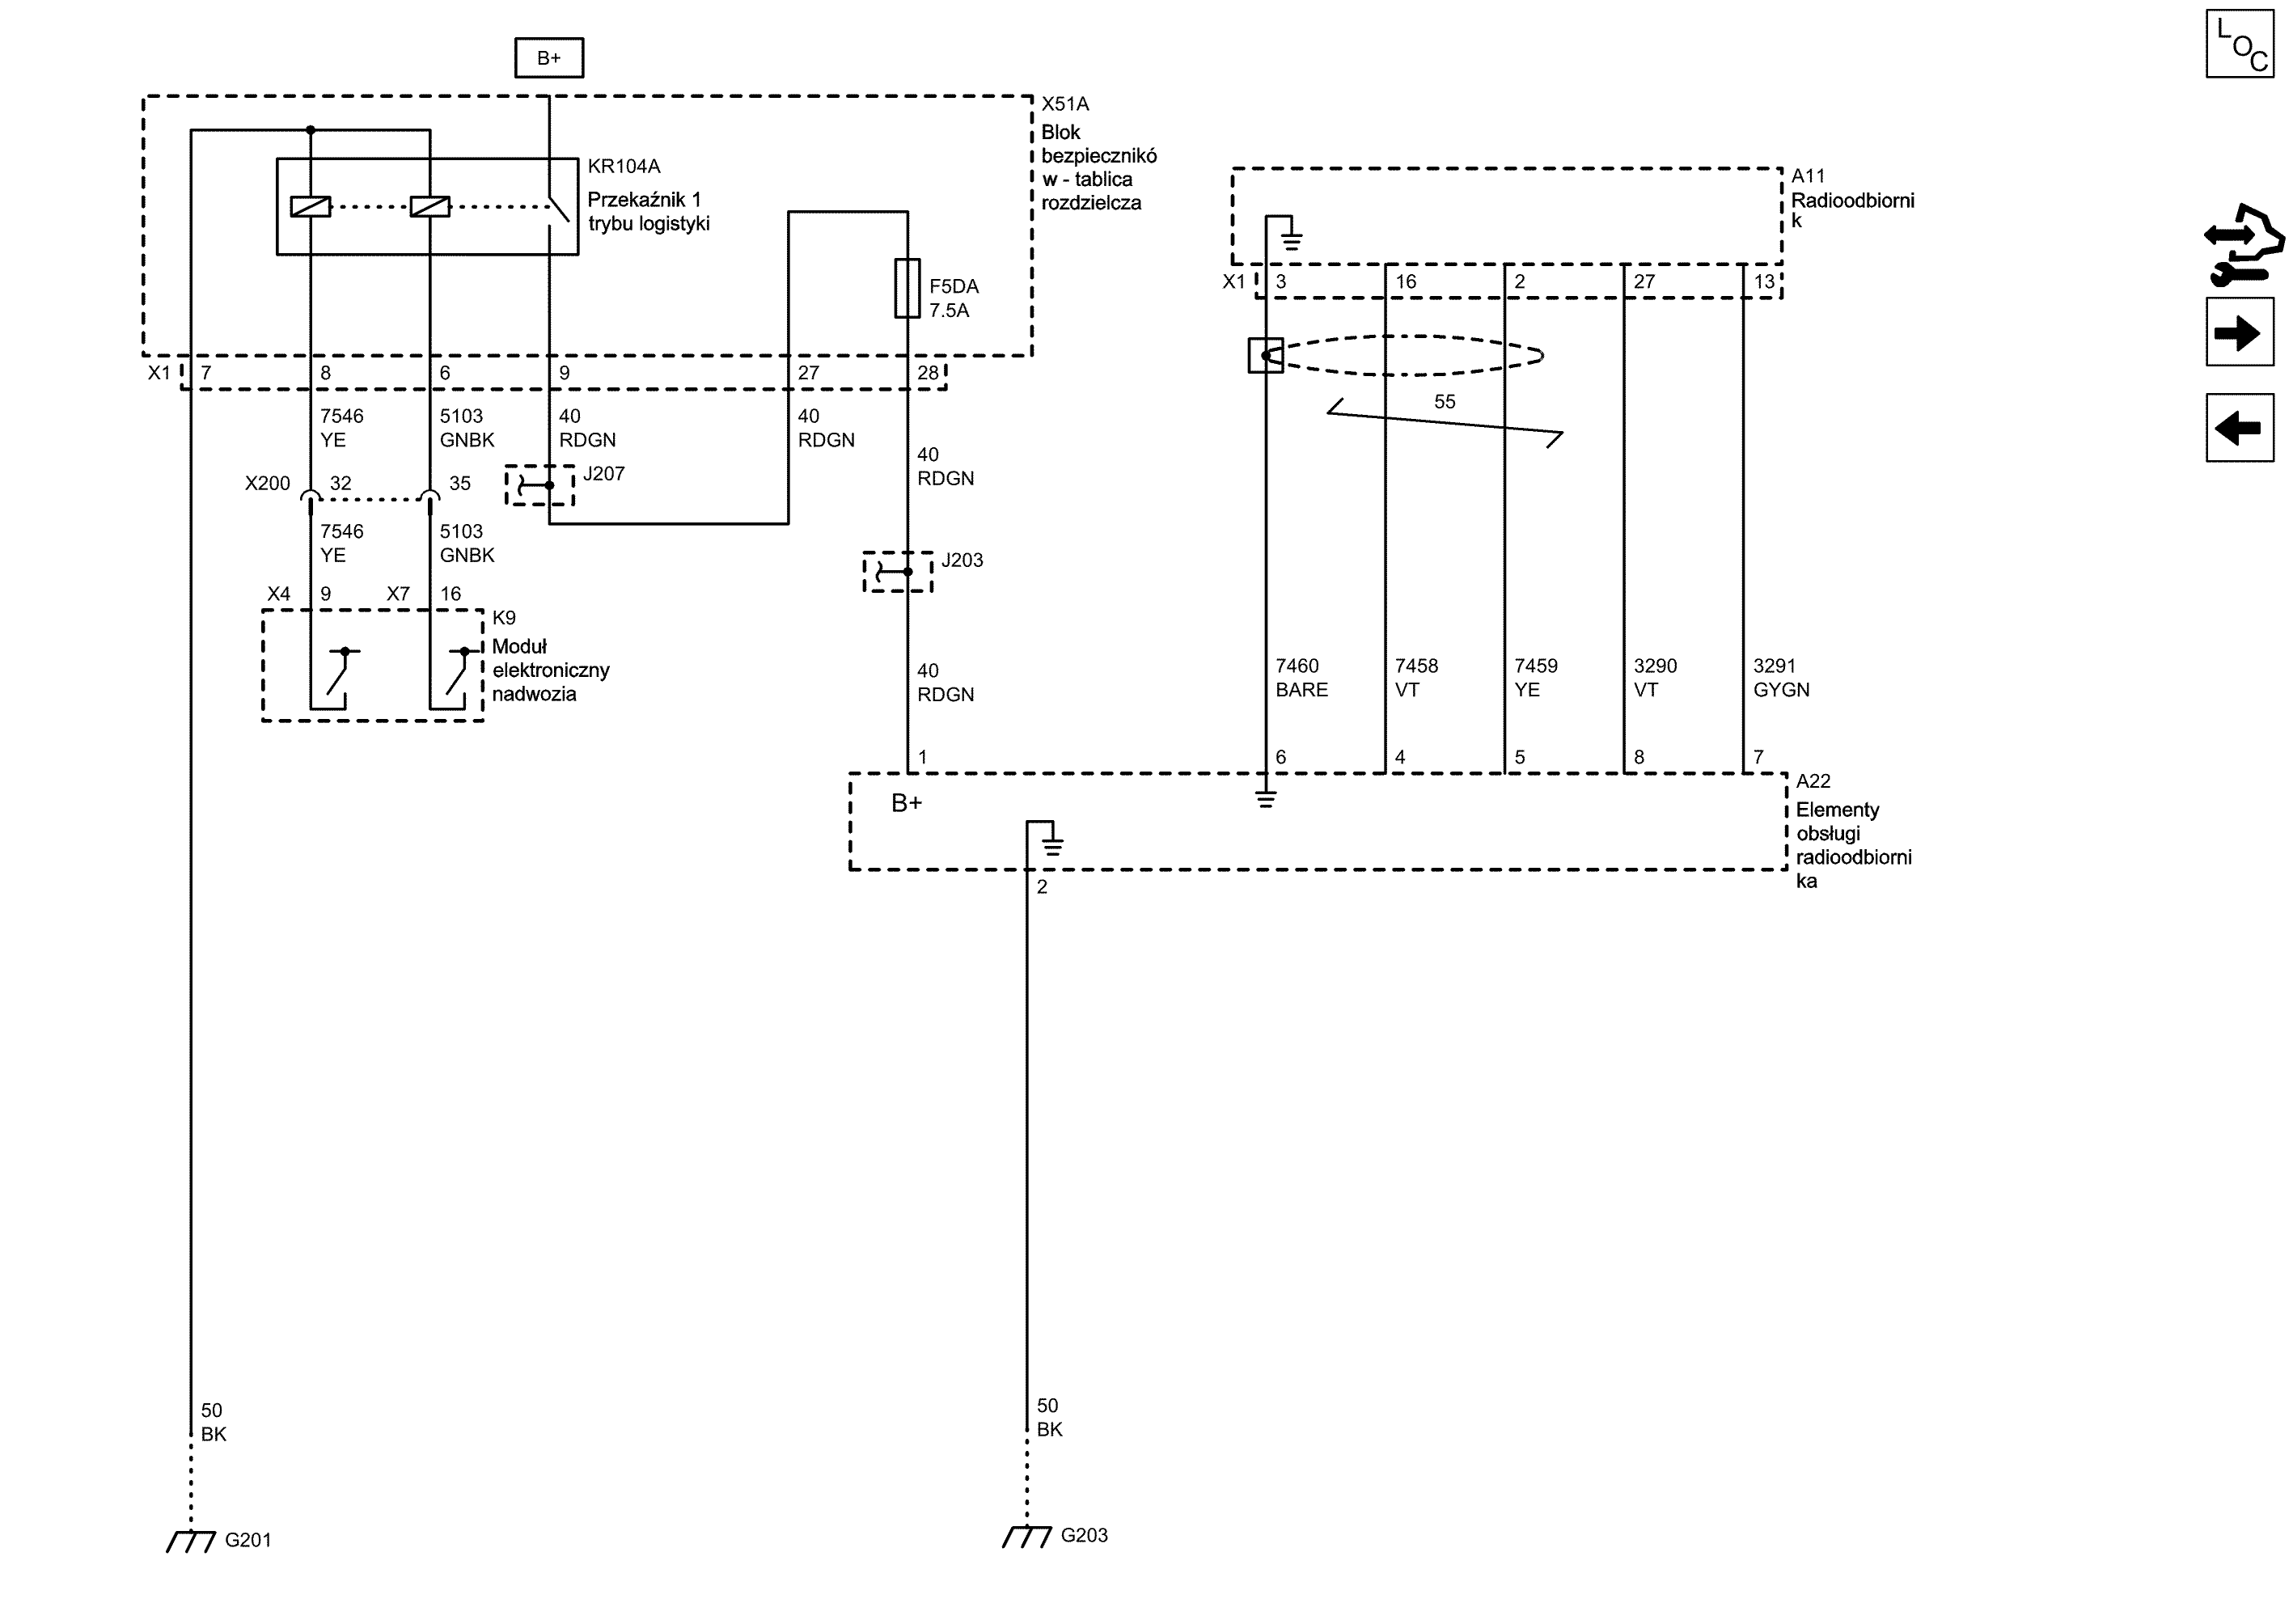 B+
X51A
Blok
bezpiecznikó
w - tablica
rozdzielcza
KR104A
Przekaźnik 1
trybu logistyki
F5DA
7.5A
X1 7 8 6 9 27 28
7546
YE
5103
GNBK
40
RDGN
40
RDGN
40
RDGN
X200 32 35
J207
7546
YE
5103
GNBK
J203
X4 9 X7 16
K9
Moduł
elektroniczny
nadwozia
40
RDGN
1
A11
Radioodbiorni
k
X1 3 16 2 27 13
55
7460
BARE
7458
VT
7459
YE
3290
VT
3291
GYGN
6 4 5 8 7
B+
A22
Elementy
obsługi
radioodbiorni
ka
2
50
BK
G201
50
BK
G203
LOC